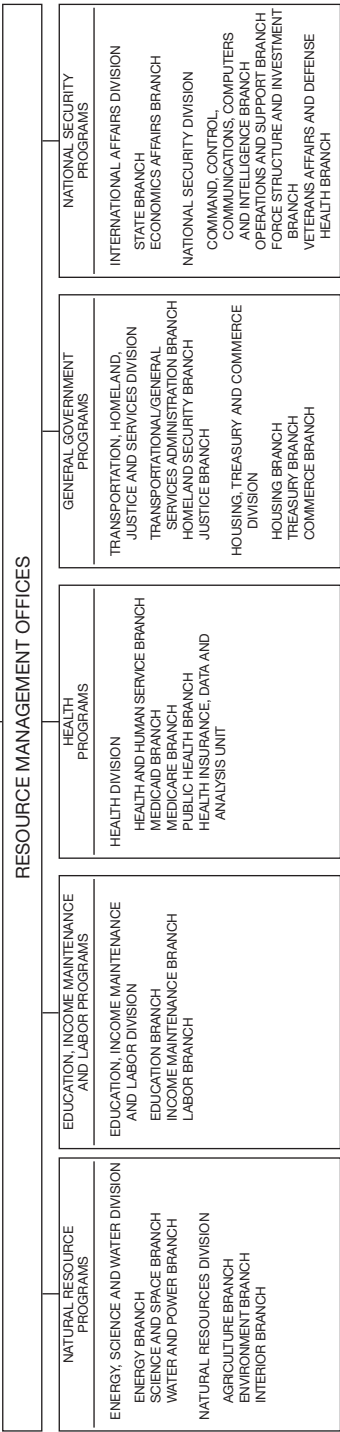 RESOURCE MANAGEMENT OFFICES
NATURAL RESOURCE
PROGRAMS
ENERGY, SCIENCE AND WATER DIVISION
ENERGY BRANCH
SCIENCE AND SPACE BRANCH
WATER AND POWER BRANCH
NATURAL RESOURCES DIVISION
AGRICULTURE BRANCH
ENVIRONMENT BRANCH
INTERIOR BRANCH
EDUCATION, INCOME MAINTENANCE
AND LABOR PROGRAMS
EDUCATION, INCOME MAINTENANCE
AND LABOR DIVISION
EDUCATION BRANCH
INCOME MAINTENANCE BRANCH
LABOR BRANCH
HEALTH
PROGRAMS
HEALTH DIVISION
HEALTH AND HUMAN SERVICE BRANCH
MEDICAID BRANCH
MEDICARE BRANCH
PUBLIC HEALTH BRANCH
HEALTH INSURANCE, DATA AND
ANALYSIS UNIT
GENERAL GOVERNMENT
PROGRAMS
TRANSPORTATION, HOMELAND,
JUSTICE AND SERVICES DIVISION
TRANSPORTATIONAL/GENERAL
SERVICES ADMINISTRATION BRANCH
HOMELAND SECURITY BRANCH
JUSTICE BRANCH
HOUSING, TREASURY AND COMMERCE
DIVISION
HOUSING BRANCH
TREASURY BRANCH
COMMERCE BRANCH
NATIONAL SECURITY
PROGRAMS
INTERNATIONAL AFFAIRS DIVISION
STATE BRANCH
ECONOMICS AFFAIRS BRANCH
NATIONAL SECURITY DIVISION
COMMAND, CONTROL,
COMMUNICATIONS, COMPUTERS
AND INTELLIGENCE BRANCH
OPERATIONS AND SUPPORT BRANCH
FORCE STRUCTURE AND INVESTMENT
BRANCH
VETERANS AFFAIRS AND DEFENSE
HEALTH BRANCH